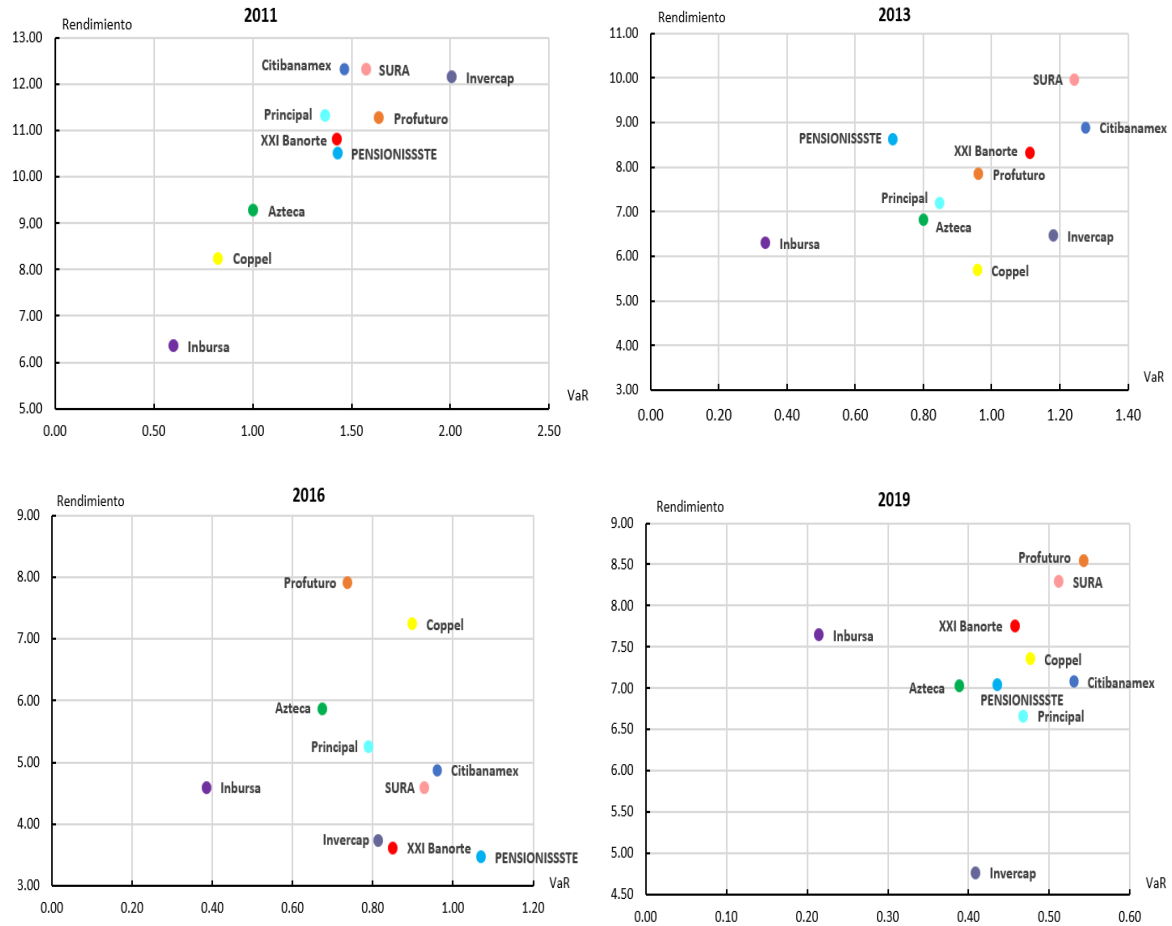 2011
Rendimiento
13.00
12.00
11.00
10.00
9.00
8.00
7.00
6.00
5.00
Citibanamex
SURA
Invercap
Principal
Profuturo
XXI Banorte
PENSIONISSSTE
Azteca
Coppel
Inbursa
VaR
0.00 0.50 1.00 1.50 2.00 2.50
2013
Rendimiento
11.00
10.00
9.00
8.00
7.00
6.00
5.00
4.00
3.00
SURA
Citibanamex
PENSIONISSSTE
XXI Banorte
Profuturo
Principal
Azteca
Invercap
Inbursa
Coppel
VaR
0.00 0.20 0.40 0.60 0.80 1.00 1.20 1.40
2016
Rendimiento
9.00
8.00
7.00
6.00
5.00
4.00
3.00
Profuturo
Coppel
Azteca
Principal
Citibanamex
Inbursa
SURA
Invercap
XXI Banorte
PENSIONISSSTE
VaR
0.00 0.20 0.40 0.60 0.80 1.00 1.20
2019
Rendimiento
9.00
8.50
8.00
7.50
7.00
6.50
6.00
5.50
5.00
4.50
Profuturo
SURA
XXI Banorte
Inbursa
Coppel
Azteca
Citibanamex
PENSIONISSSTE
Principal
Invercap
VaR
0.00 0.10 0.20 0.30 0.40 0.50 0.60